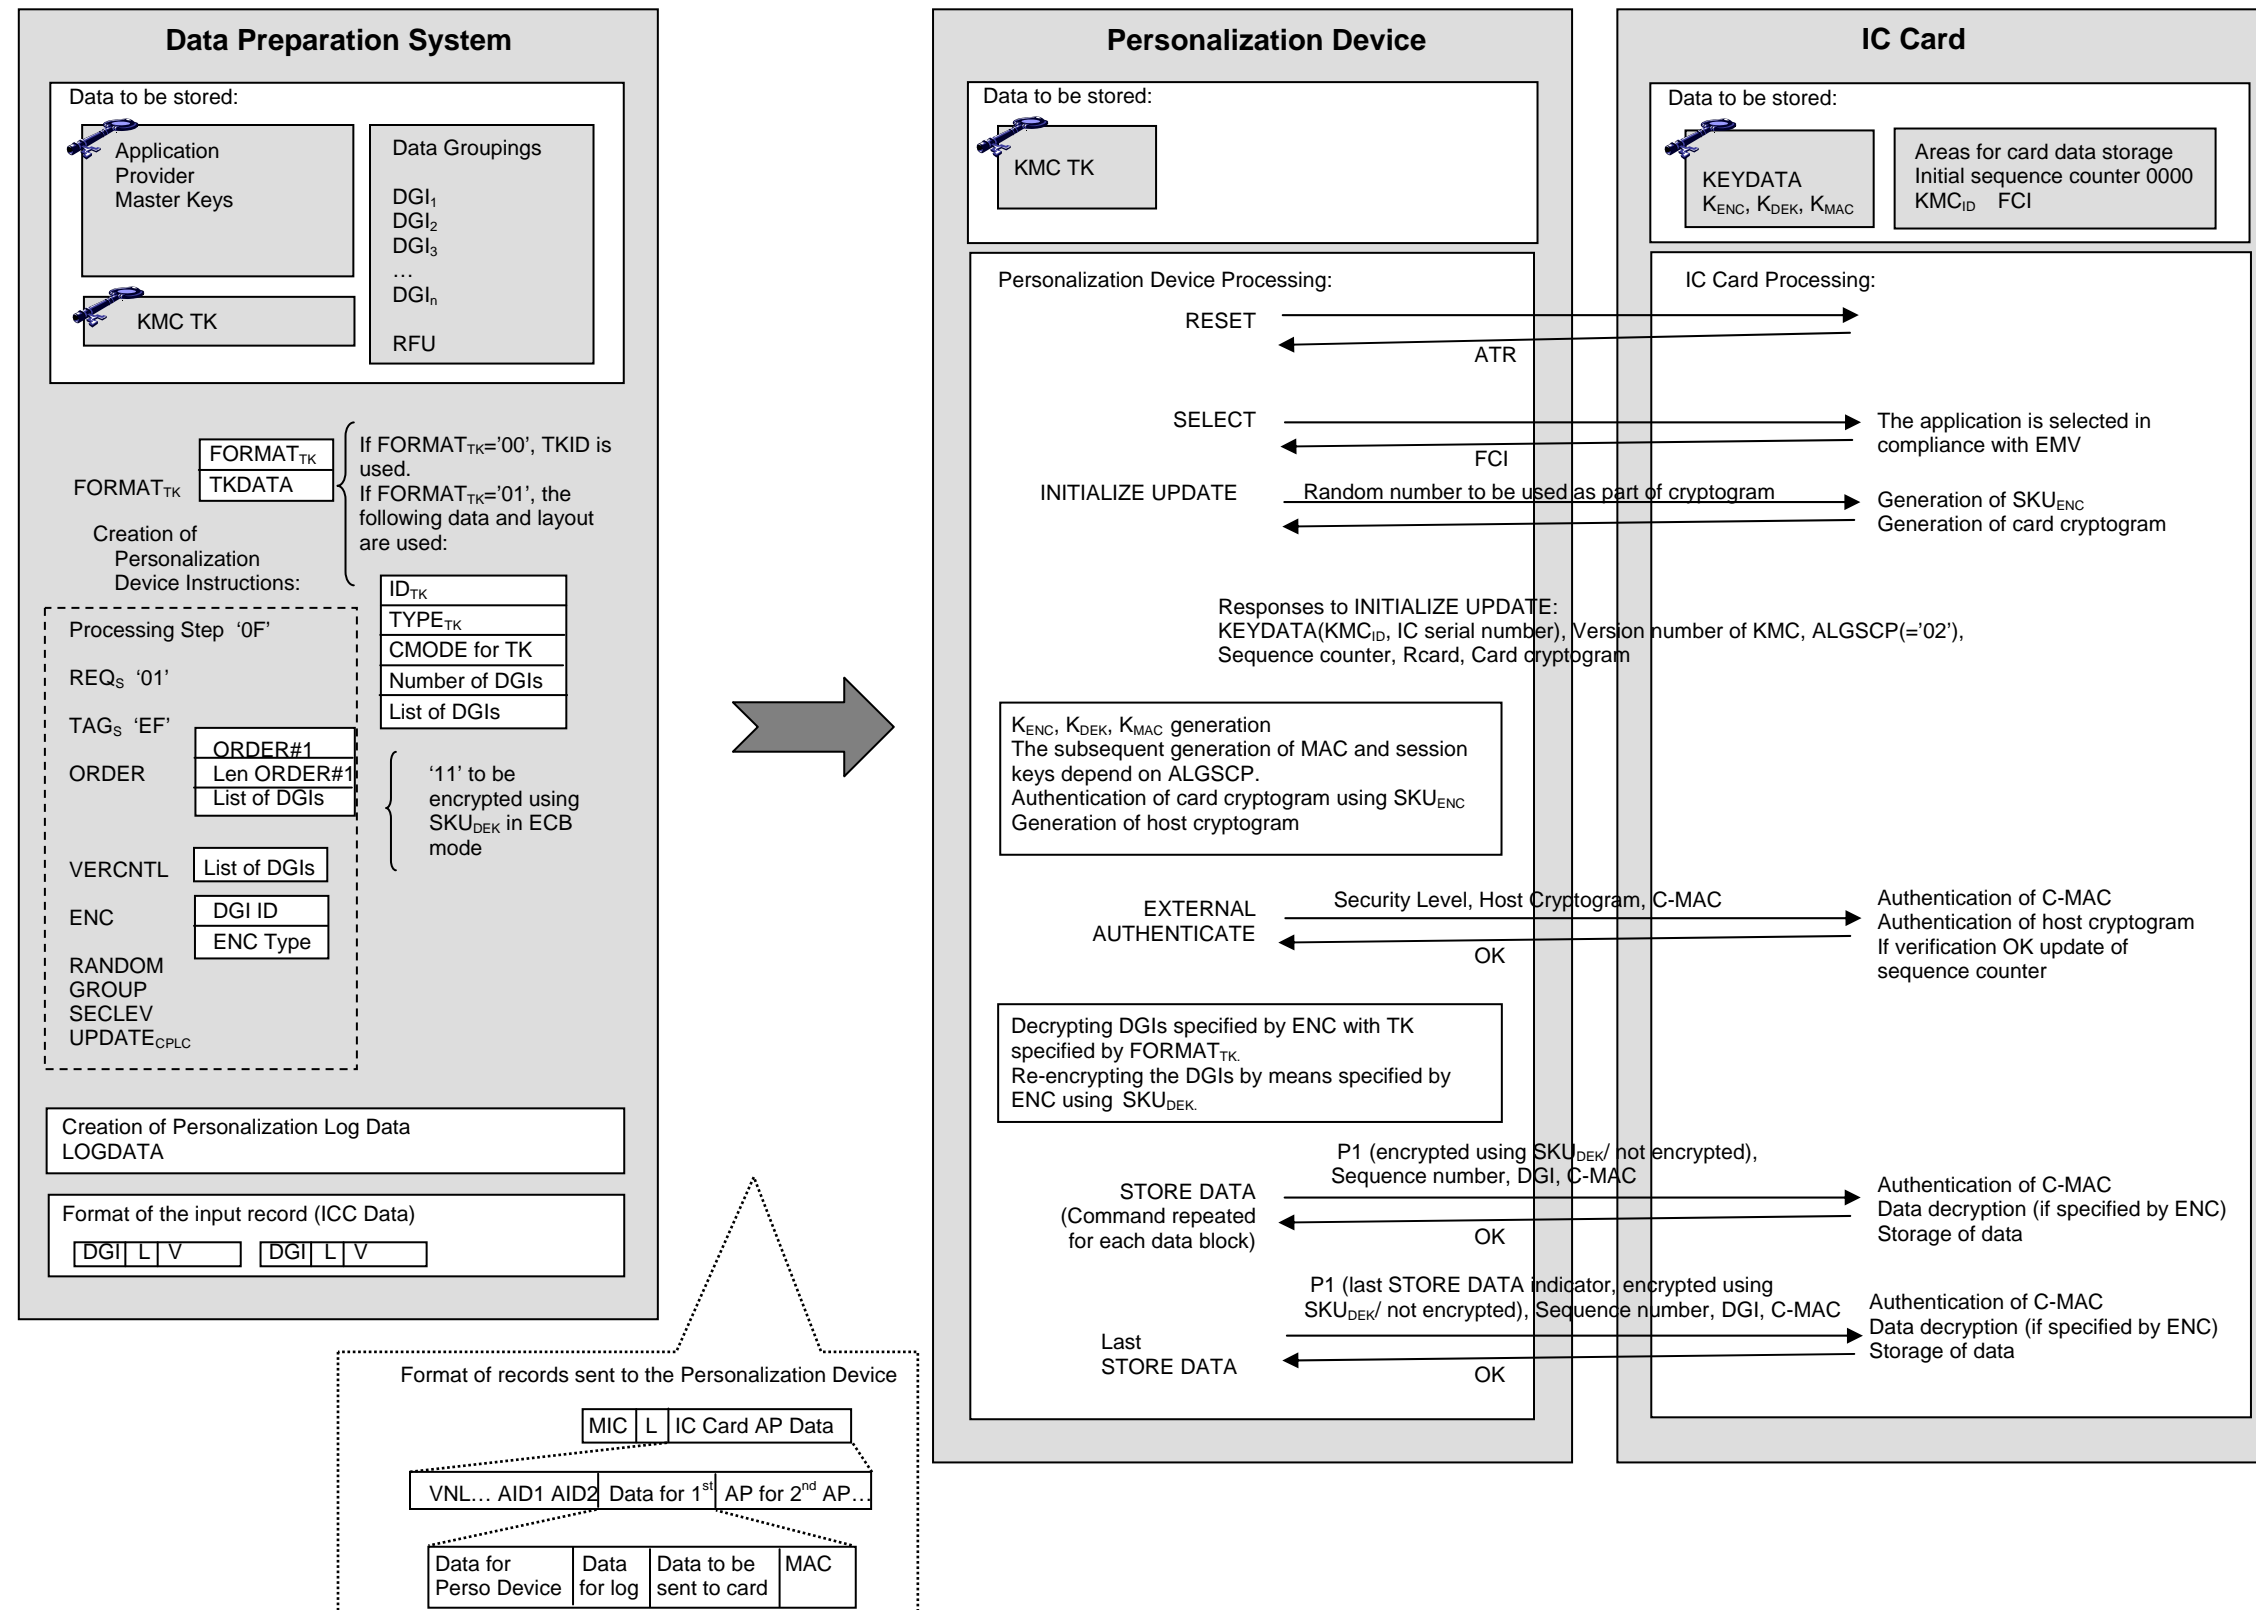 Data Preparation System
Data to be stored:
Application
Provider
Master Keys
KMC TK
Data Groupings
DGI1
DGI2
DGI3
…
DGIn
RFU
FORMATTK
FORMATTK
TKDATA
If FORMATTK='00', TKID is
used.
If FORMATTK='01', the
following data and layout
are used:
IDTK
TYPETK
CMODE for TK
Number of DGIs
List of DGIs
Creation of
Personalization
Device Instructions:
Processing Step '0F'
REQS '01'
TAGS 'EF'
ORDER
ORDER#1
Len ORDER#1
List of DGIs
'11' to be
encrypted using
SKUDEK in ECB
mode
VERCNTL
List of DGIs
ENC
DGI ID
ENC Type
RANDOM
GROUP
SECLEV
UPDATECPLC
Creation of Personalization Log Data
LOGDATA
Format of the input record (ICC Data)
DGI L V DGI L V
Format of records sent to the Personalization Device
MIC L IC Card AP Data
VNL… AID1 AID2 Data for 1st AP for 2nd AP…
Data for
Perso Device
Data
for log
Data to be
sent to card
MAC
Personalization Device
Data to be stored:
KMC TK
Personalization Device Processing:
RESET
ATR
SELECT
FCI
INITIALIZE UPDATE
Random number to be used as part of cryptogram
Responses to INITIALIZE UPDATE:
KEYDATA(KMCID, IC serial number), Version number of KMC, ALGSCP(='02'),
Sequence counter, Rcard, Card cryptogram
KENC, KDEK, KMAC generation
The subsequent generation of MAC and session
keys depend on ALGSCP.
Authentication of card cryptogram using SKUENC
Generation of host cryptogram
EXTERNAL
AUTHENTICATE
Security Level, Host Cryptogram, C-MAC
OK
Decrypting DGIs specified by ENC with TK
specified by FORMATTK.
Re-encrypting the DGIs by means specified by
ENC using SKUDEK.
P1 (encrypted using SKUDEK/ not encrypted),
Sequence number, DGI, C-MAC
STORE DATA
(Command repeated
for each data block)
OK
P1 (last STORE DATA indicator, encrypted using
SKUDEK/ not encrypted), Sequence number, DGI, C-MAC
Last
STORE DATA
OK
IC Card
Data to be stored:
KEYDATA
KENC, KDEK, KMAC
Areas for card data storage
Initial sequence counter 0000
KMCID FCI
IC Card Processing:
The application is selected in
compliance with EMV
Generation of SKUENC
Generation of card cryptogram
Authentication of C-MAC
Authentication of host cryptogram
If verification OK update of
sequence counter
Authentication of C-MAC
Data decryption (if specified by ENC)
Storage of data
Authentication of C-MAC
Data decryption (if specified by ENC)
Storage of data